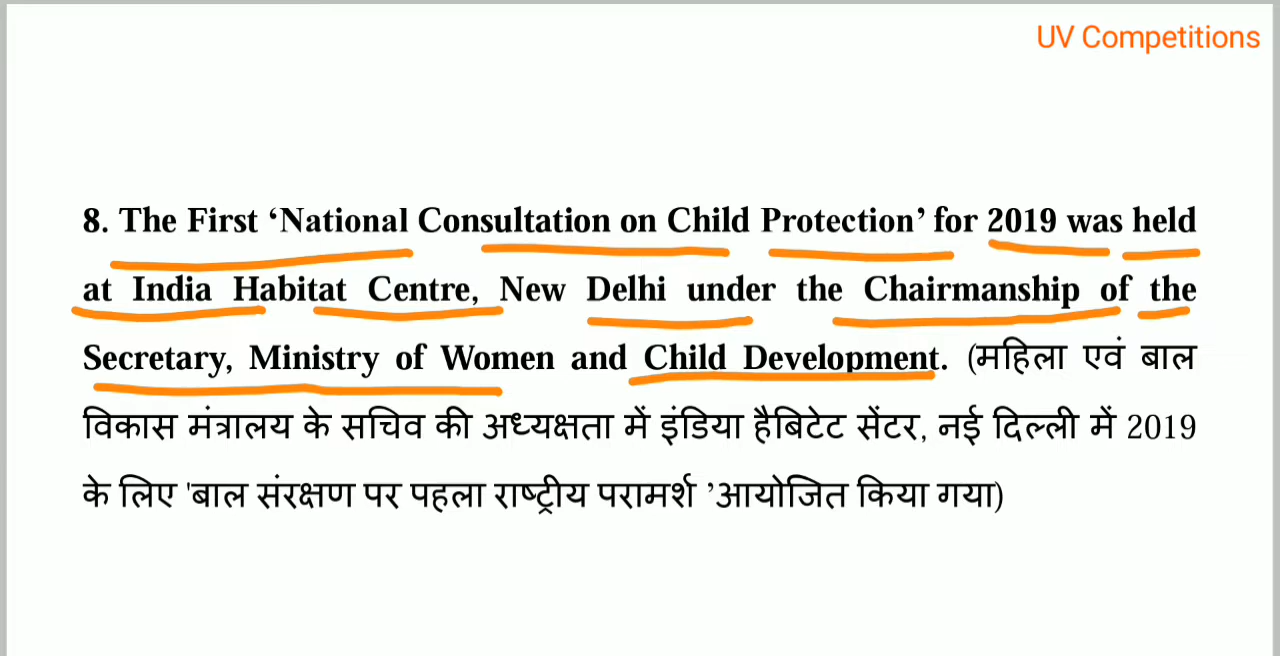 UV Competitions
8. The First ‘National Consultation on Child Protection’ for 2019 was held
at India Habitat Centre, New Delhi under the Chairmanship of the
Secretary, Ministry of Women and Child Development. (महिला एवं बाल
विकास मंत्रालय के सचिव की अध्यक्षता में इंडिया हैबिटेट सेंटर, नई दिल्ली में 2019
के लिए 'बाल संरक्षण पर पहला राष्ट्रीय परामर्श ’आयोजित किया गया)